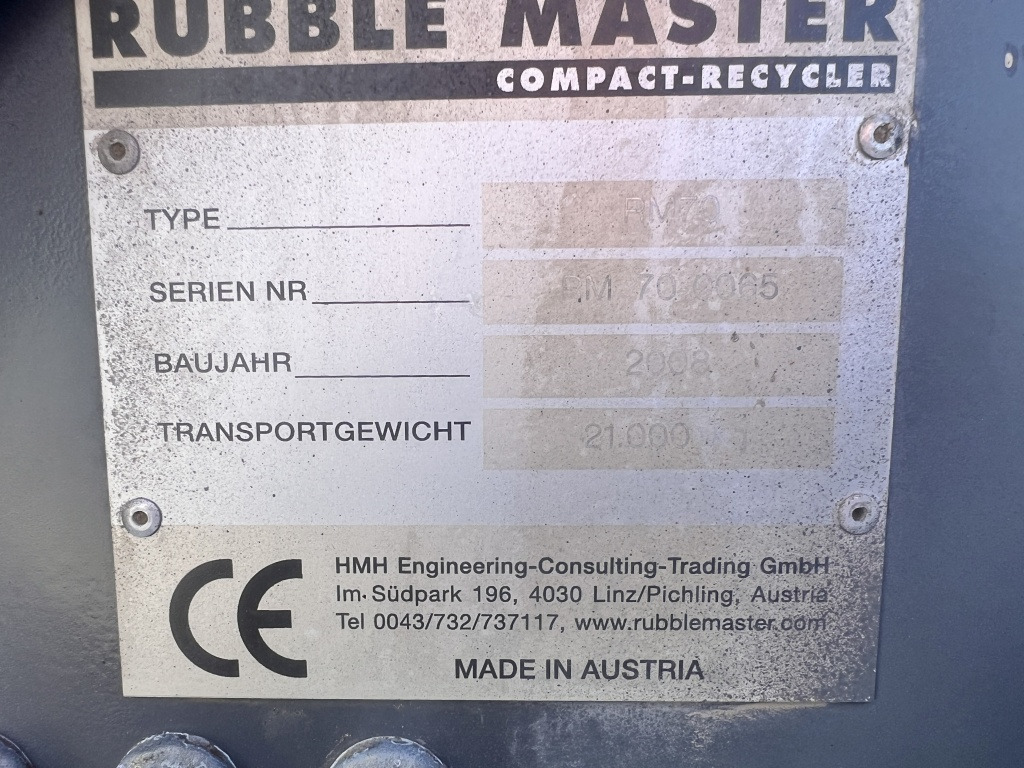 RUBBLE MASTER
COMPACT-RECYCLER
TYPE RM70
SERIEN NR RM 70 0065
BAUJAHR 2008
TRANSPORTGEWICHT 21.000
CE
HMH Engineering-Consulting-Trading GmbH
Im Südpark 196, 4030 Linz/Pichling, Austria
Tel 0043/732/737117, www.rubblemaster.com
MADE IN AUSTRIA